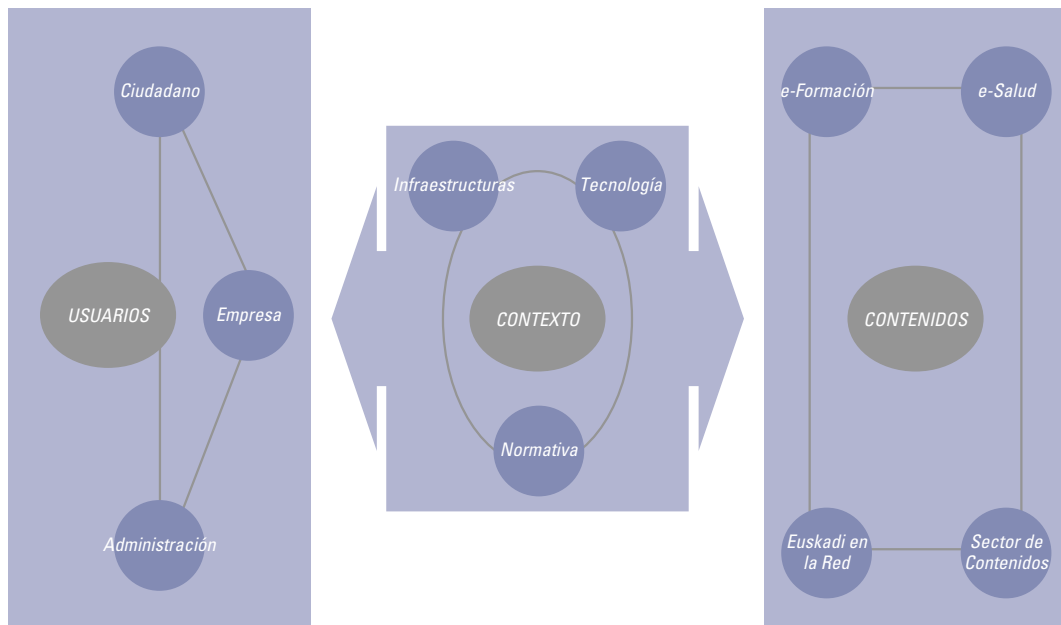 Ciudadano
USUARIOS
Empresa
Administración
Infraestructuras
Tecnología
CONTEXTO
Normativa
e-Formación
e-Salud
CONTENIDOS
Euskadi en
la Red
Sector de
Contenidos